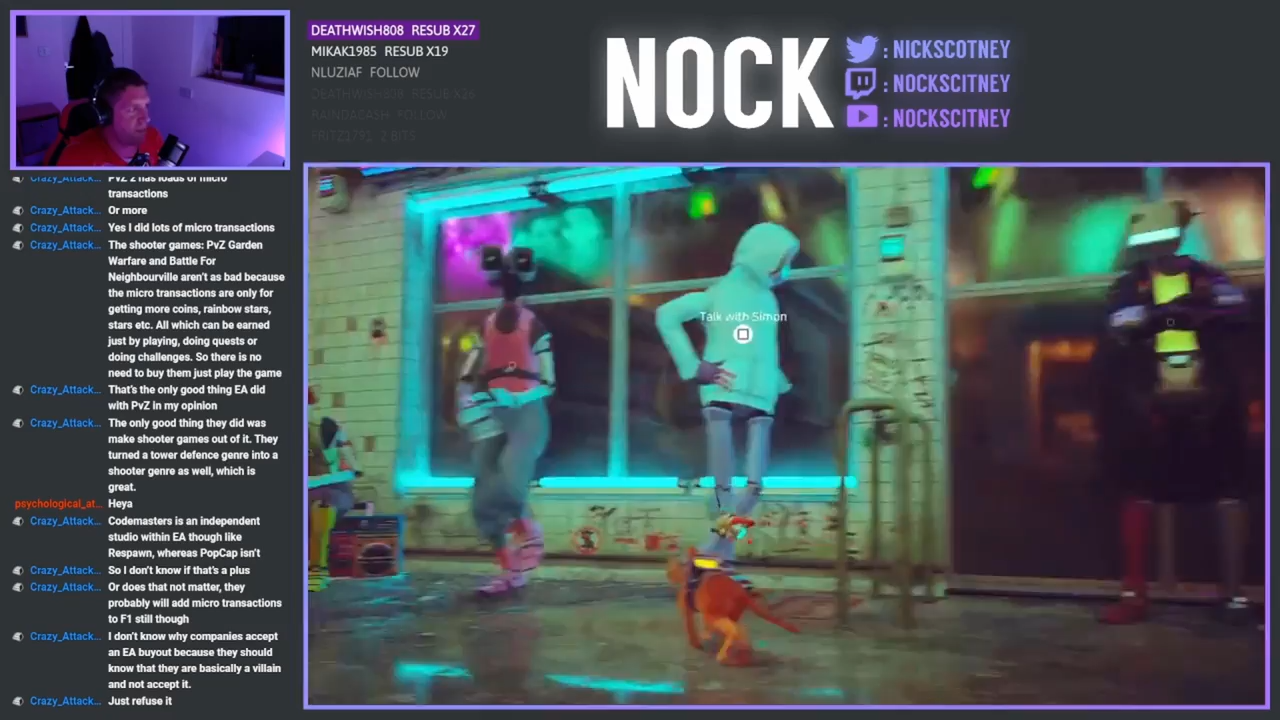 DEATHWISH808 RESUB X27
MIKAK1985 RESUB X19
NLUZIAF FOLLOW
DEATHWISH808 RESUB X26
RAINDACASH FOLLOW
FRITZ1791 2 BITS
NOCK
: NICKSCOTNEY
: NOCKSCITNEY
: NOCKSCITNEY
Crazy_Attack... PvZ 2 has loads of micro
transactions
Crazy_Attack... Or more
Crazy_Attack... Yes I did lots of micro transactions
Crazy_Attack... The shooter games: PvZ Garden
Warfare and Battle For
Neighbourville aren't as bad because
the micro transactions are only for
getting more coins, rainbow stars,
stars etc. All which can be earned
just by playing, doing quests or
doing challenges. So there is no
need to buy them just play the game
Crazy_Attack... That's the only good thing EA did
with PvZ in my opinion
Crazy_Attack... The only good thing they did was
make shooter games out of it. They
turned a tower defence genre into a
shooter genre as well, which is
great.
psychological_at... Heya
Crazy_Attack... Codemasters is an independent
studio within EA though like
Respawn, whereas PopCap isn't
Crazy_Attack... So I don't know if that's a plus
Crazy_Attack... Or does that not matter, they
probably will add micro transactions
to F1 still though
Crazy_Attack... I don't know why companies accept
an EA buyout because they should
know that they are basically a villain
and not accept it.
Crazy_Attack... Just refuse it
Talk with Simon